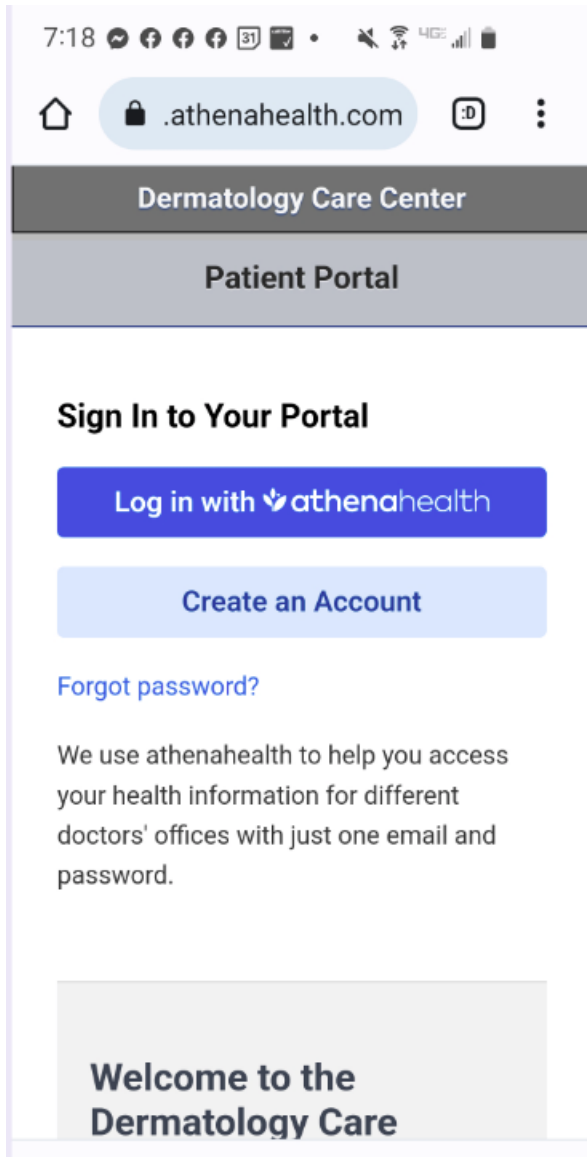 7:18 31 4GE
.athenahealth.com :D
Dermatology Care Center
Patient Portal
Sign In to Your Portal
Log in with athenahealth
Create an Account
Forgot password?
We use athenahealth to help you access
your health information for different
doctors' offices with just one email and
password.
Welcome to the
Dermatology Care